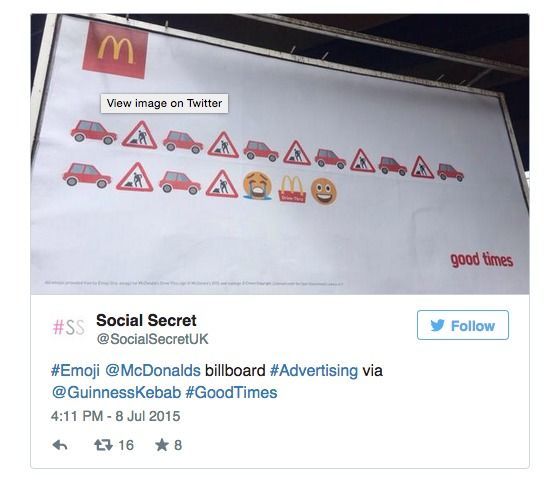 M
View image on Twitter
Drive Thru
good times
#SS
Social Secret
@SocialSecretUK
Follow
#Emoji @McDonalds billboard #Advertising via
@GuinnessKebab #GoodTimes
4:11 PM - 8 Jul 2015
16
8